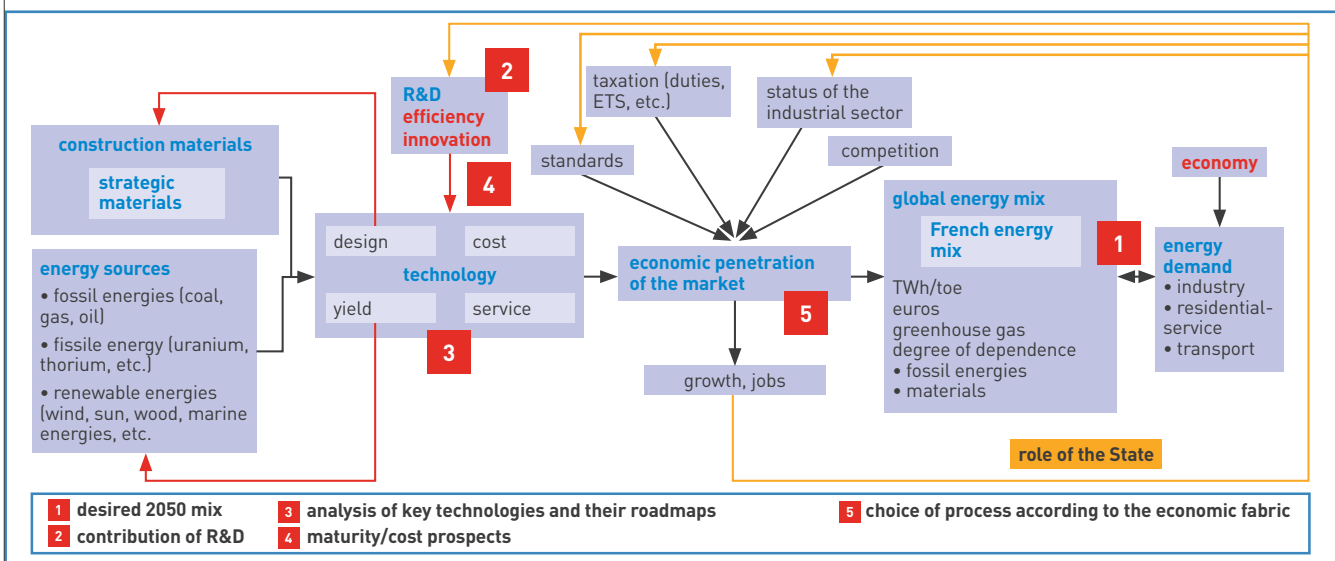 construction materials
strategic
materials
energy sources
• fossil energies (coal,
gas, oil)
• fissile energy (uranium,
thorium, etc.)
• renewable energies
(wind, sun, wood, marine
energies, etc.
R&D
efficiency
innovation
2
4
design
cost
technology
yield
service
3
standards
taxation (duties,
ETS, etc.)
status of the
industrial sector
competition
economic penetration
of the market
5
growth, jobs
global energy mix
French energy
mix
TWh/toe
euros
greenhouse gas
degree of dependence
• fossil energies
• materials
1
economy
energy
demand
• industry
• residential-
service
• transport
role of the State
1 desired 2050 mix
2 contribution of R&D
3 analysis of key technologies and their roadmaps
4 maturity/cost prospects
5 choice of process according to the economic fabric